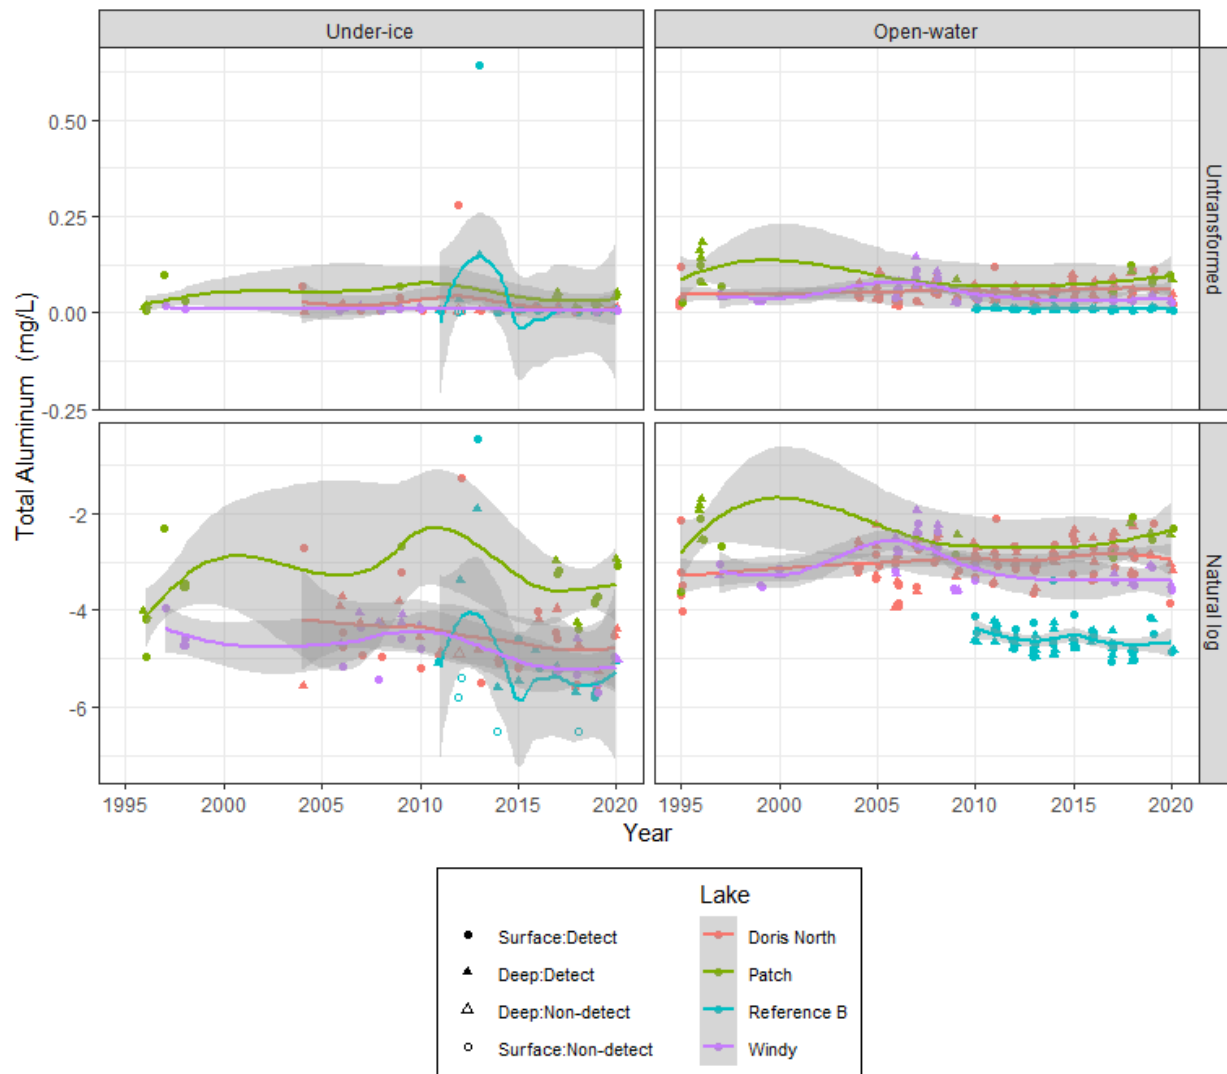 Under-ice
Open-water
0.50
0.25
0.00
-0.25
Untransformed
-2
-4
-6
Natural log
Total Aluminum (mg/L)
1995 2000 2005 2010 2015 2020
1995 2000 2005 2010 2015 2020
Year
Surface:Detect
Deep:Detect
Deep:Non-detect
Surface:Non-detect
Lake
Doris North
Patch
Reference B
Windy